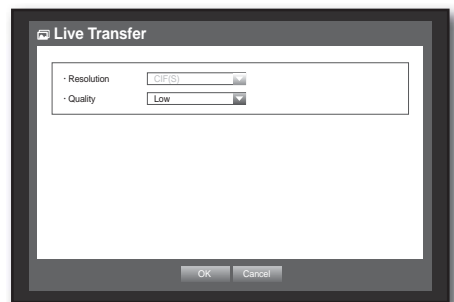 Live Transfer
· Resolution CIF(S)
· Quality Low
OK Cancel